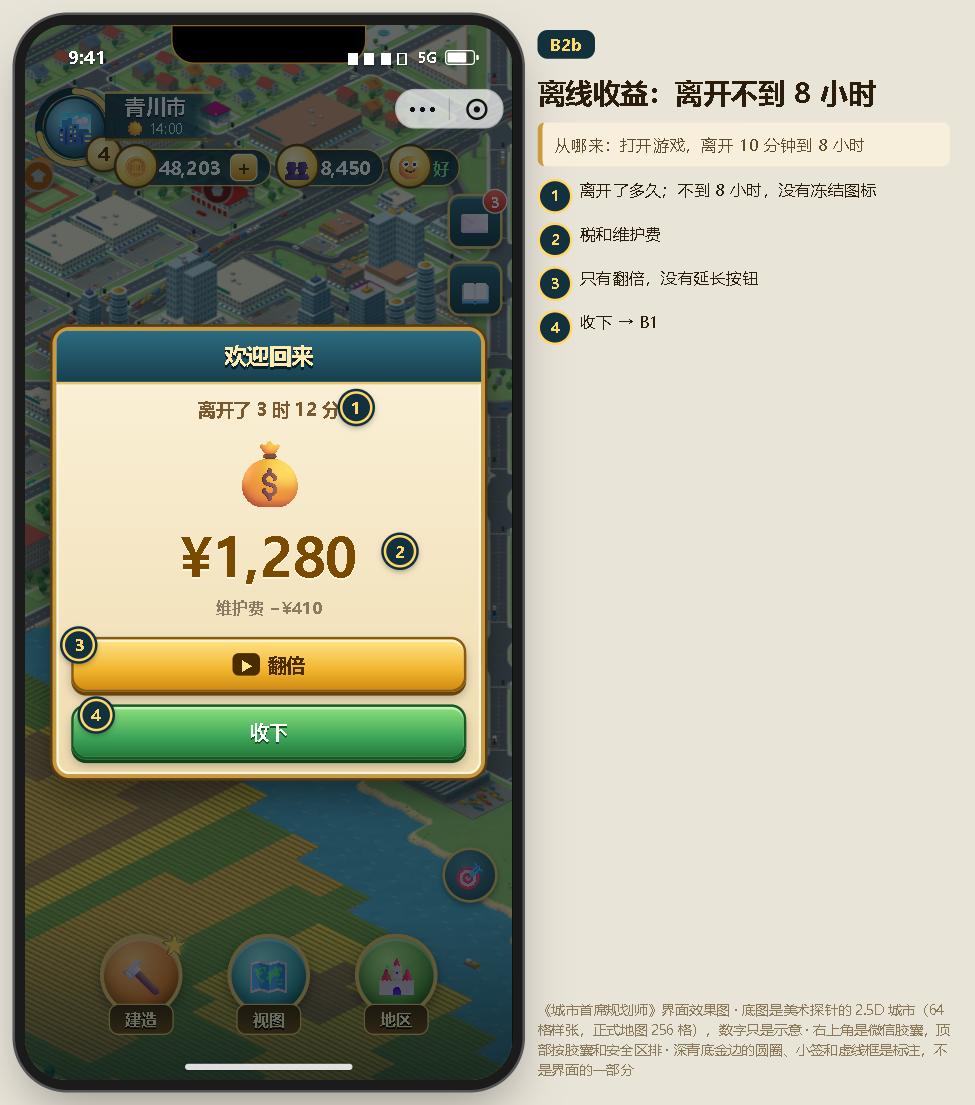 9:41
5G
青川市
14:00
4
48,203
+
8,450
好
3
欢迎回来
离开了 3 时 12 分
1
$
¥1,280
2
维护费 −¥410
3
翻倍
4
收下
建造
视图
地区
B2b
离线收益：离开不到 8 小时
从哪来：打开游戏，离开 10 分钟到 8 小时
1 离开了多久；不到 8 小时，没有冻结图标
2 税和维护费
3 只有翻倍，没有延长按钮
4 收下 → B1
《城市首席规划师》界面效果图 · 底图是美术探针的 2.5D 城市（64
格样张，正式地图 256 格），数字只是示意 · 右上角是微信胶囊，顶
部按胶囊和安全区排 · 深青底金边的圆圈、小签和虚线框是标注，不
是界面的一部分